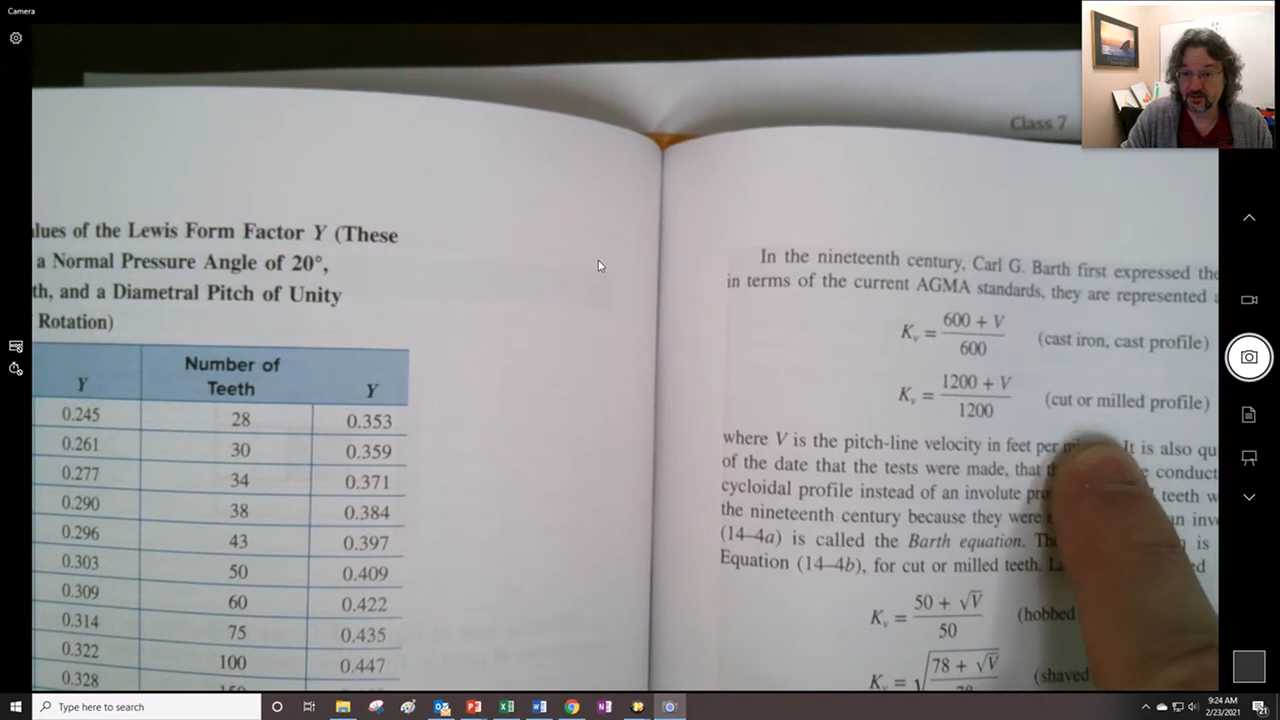 Camera
Class 7
alues of the Lewis Form Factor Y (These
a Normal Pressure Angle of 20°,
th, and a Diametral Pitch of Unity
Rotation)
Y Number of Teeth Y
0.245 28 0.353
0.261 30 0.359
0.277 34 0.371
0.290 38 0.384
0.296 43 0.397
0.303 50 0.409
0.309 60 0.422
0.314 75 0.435
0.322 100 0.447
0.328
In the nineteenth century, Carl G. Barth first expressed the
in terms of the current AGMA standards, they are represented
Kv = 600 + V / 600 (cast iron, cast profile)
Kv = 1200 + V / 1200 (cut or milled profile)
where V is the pitch-line velocity in feet per It is also qu
of the date that the tests were made, that conduct
cycloidal profile instead of an involute teeth w
the nineteenth century because they were
(14–4a) is called the Barth equation. is
Equation (14–4b), for cut or milled teeth.
Kv = 50 + √V / 50 (hobbed
Kv = √78 + √V (shaved
Type here to search
9:24 AM
2/23/2021
21